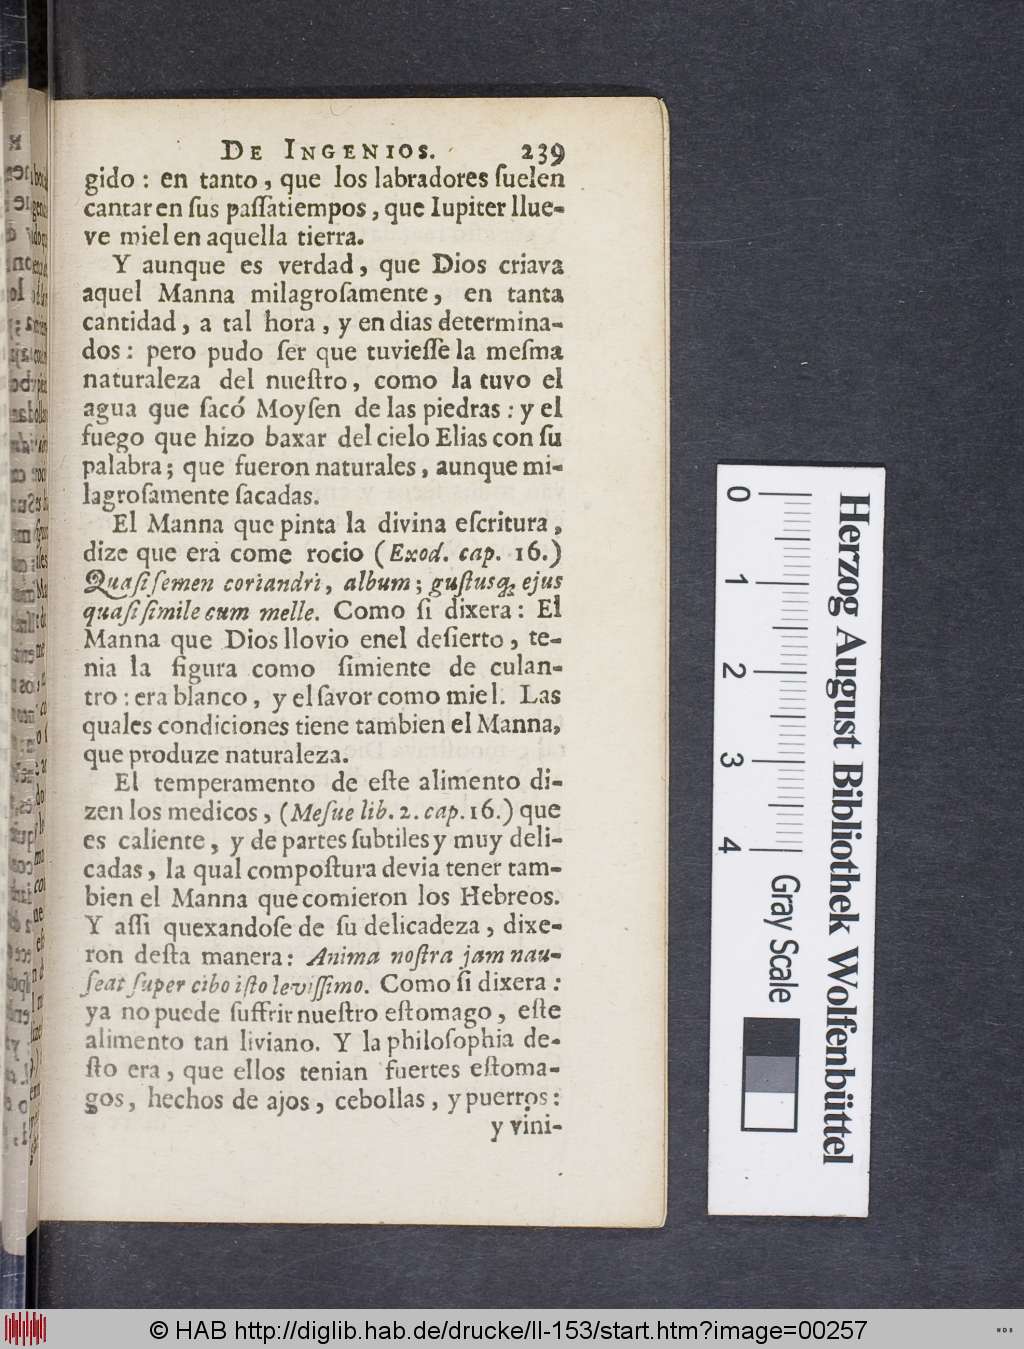 DE INGENIOS. 239
gido : en tanto , que los labradores ſuelen
cantar en ſus paſſatiempos , que Iupiter llue-
ve miel en aquella tierra.
Y aunque es verdad , que Dios criava
aquel Manna milagroſamente , en tanta
cantidad , a tal hora , y en dias determina-
dos : pero pudo ſer que tuvieſſe la meſma
naturaleza del nueſtro , como la tuvo el
agua que ſacó Moyſen de las piedras : y el
fuego que hizo baxar del cielo Elias con ſu
palabra ; que fueron naturales , aunque mi-
lagroſamente ſacadas.
El Manna que pinta la divina eſcritura ,
dize que era come rocio (Exod. cap. 16.)
Quaſi ſemen coriandri , album ; guſtusq; ejus
quaſi ſimile cum melle. Como ſi dixera : El
Manna que Dios llovio enel deſierto , te-
nia la figura como ſimiente de culan-
tro : era blanco , y el ſavor como miel. Las
quales condiciones tiene tambien el Manna,
que produze naturaleza.
El temperamento de eſte alimento di-
zen los medicos , (Meſue lib. 2. cap. 16.) que
es caliente , y de partes ſubtiles y muy deli-
cadas , la qual compoſtura devia tener tam-
bien el Manna que comieron los Hebreos.
Y aſſi quexandoſe de ſu delicadeza , dixe-
ron deſta manera : Anima noſtra jam nau-
ſeat ſuper cibo iſto leviſſimo. Como ſi dixera :
ya no puede ſuffrir nueſtro eſtomago , eſte
alimento tan liviano. Y la philoſophia de-
ſto era , que ellos tenian fuertes eſtoma-
gos , hechos de ajos , cebollas , y puerros :
y vini-
0 1 2 3 4 Gray Scale
Herzog August Bibliothek Wolfenbüttel
© HAB http://diglib.hab.de/drucke/ll-153/start.htm?image=00257